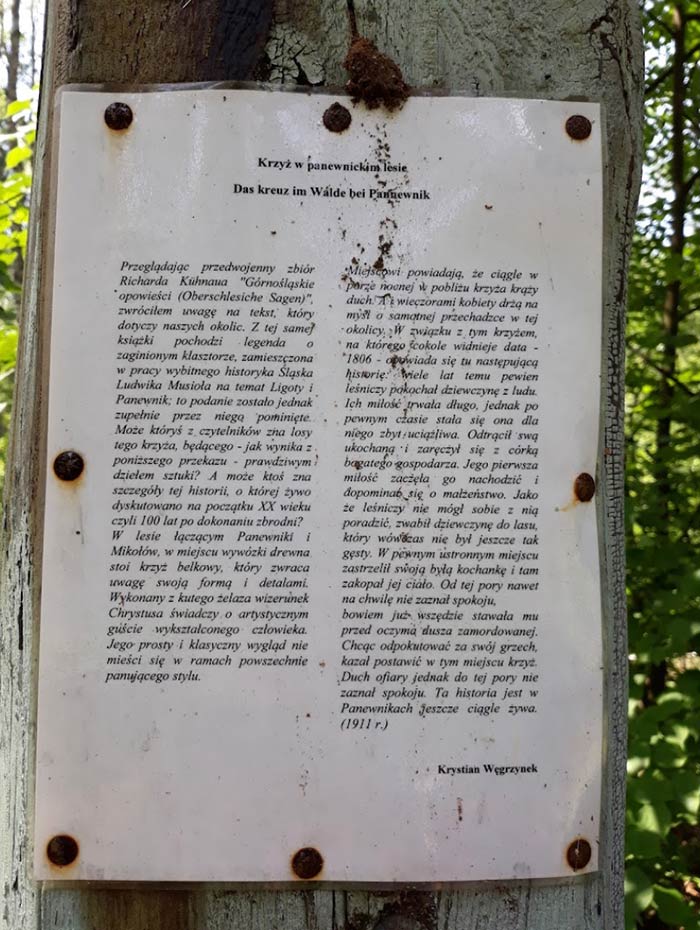 Krzyż w panewnickim lesie
Das kreuz im Walde bei Pannewnik
Przeglądając przedwojenny zbiór
Richarda Kühnaua "Górnośląskie
opowieści (Oberschlesiche Sagen)",
zwróciłem uwagę na tekst, który
dotyczy naszych okolic. Z tej samej
książki pochodzi legenda o
zaginionym klasztorze, zamieszczona
w pracy wybitnego historyka Śląska
Ludwika Musioła na temat Ligoty i
Panewnik; to podanie zostało jednak
zupełnie przez niego pominięte.
Może któryś z czytelników zna losy
tego krzyża, będącego - jak wynika z
poniższego przekazu - prawdziwym
dziełem sztuki? A może ktoś zna
szczegóły tej historii, o której żywo
dyskutowano na początku XX wieku
czyli 100 lat po dokonaniu zbrodni?
W lesie łączącym Panewniki i
Mikołów, w miejscu wywózki drewna
stoi krzyż belkowy, który zwraca
uwagę swoją formą i detalami.
Wykonany z kutego żelaza wizerunek
Chrystusa świadczy o artystycznym
guście wykształconego człowieka.
Jego prosty i klasyczny wygląd nie
mieści się w ramach powszechnie
panującego stylu.
Miejscowi powiadają, że ciągle w
porze nocnej w pobliżu krzyża krąży
duch. A i wieczorami kobiety drżą na
myśl o samotnej przechadzce w tej
okolicy. W związku z tym krzyżem,
na którego cokole widnieje data -
1806 - opowiada się tu następującą
historię: wiele lat temu pewien
leśniczy pokochał dziewczynę z ludu.
Ich miłość trwała długo, jednak po
pewnym czasie stała się ona dla
niego zbyt uciążliwa. Odtrącił swą
ukochaną i zaręczył się z córką
bogatego gospodarza. Jego pierwsza
miłość zaczęła go nachodzić i
dopominać się o małżeństwo. Jako
że leśniczy nie mógł sobie z nią
poradzić, zwabił dziewczynę do lasu,
który wówczas nie był jeszcze tak
gęsty. W pewnym ustronnym miejscu
zastrzelił swoją byłą kochankę i tam
zakopał jej ciało. Od tej pory nawet
na chwilę nie zaznał spokoju,
bowiem już wszędzie stawała mu
przed oczyma dusza zamordowanej.
Chcąc odpokutować za swój grzech,
kazał postawić w tym miejscu krzyż.
Duch ofiary jednak do tej pory nie
zaznał spokoju. Ta historia jest w
Panewnikach jeszcze ciągle żywa.
(1911 r.)
Krystian Węgrzynek